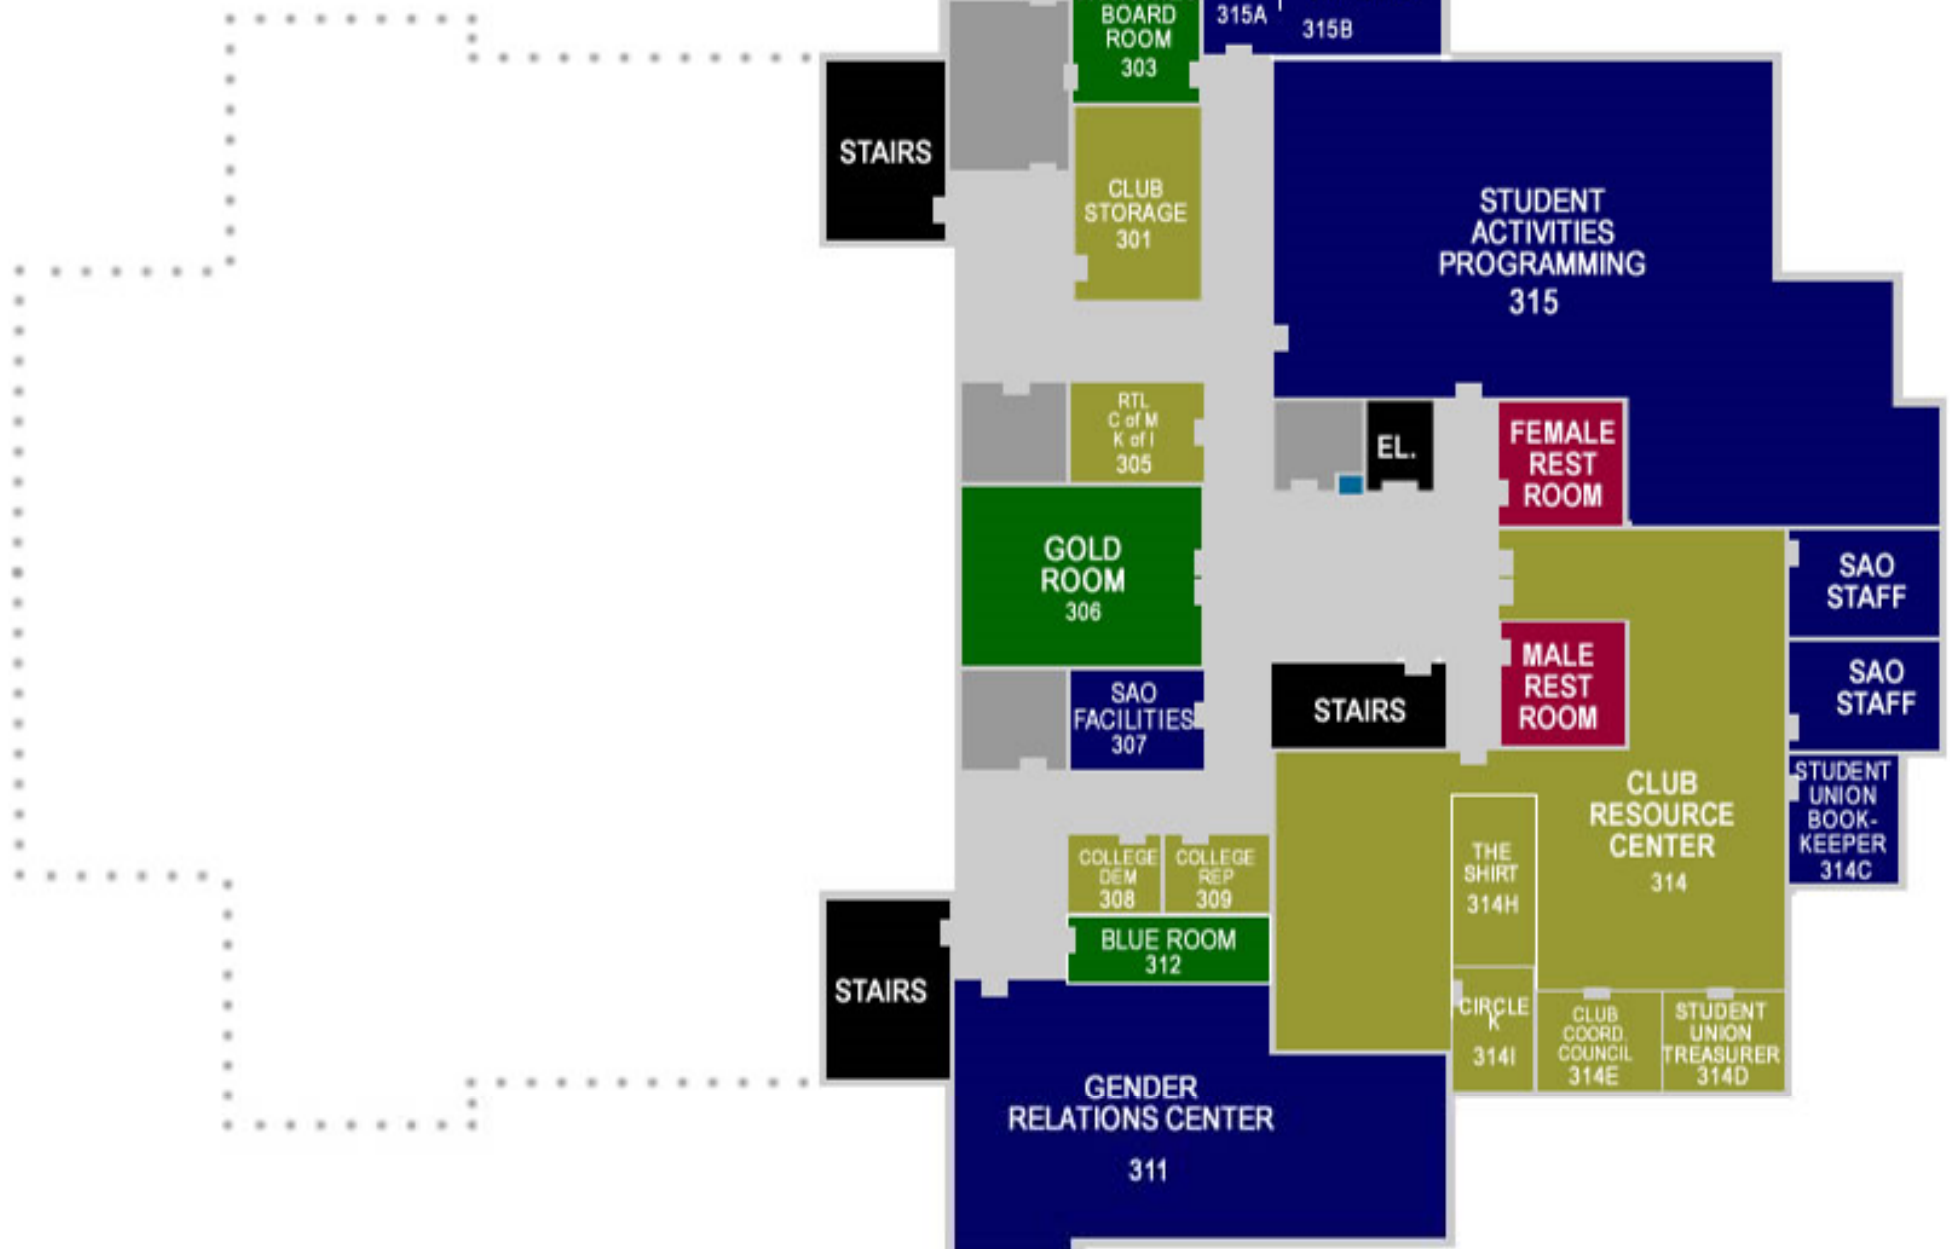 BOARD
ROOM
303
315A
315B
STAIRS
CLUB
STORAGE
301
STUDENT
ACTIVITIES
PROGRAMMING
315
RTL
C of M
K of I
305
EL.
FEMALE
REST
ROOM
GOLD
ROOM
306
SAO
STAFF
SAO
FACILITIES
307
STAIRS
MALE
REST
ROOM
SAO
STAFF
CLUB
RESOURCE
CENTER
314
STUDENT
UNION
BOOK-
KEEPER
314C
COLLEGE
DEM
308
COLLEGE
REP
309
THE
SHIRT
314H
BLUE ROOM
312
STAIRS
CIRCLE
K
314I
CLUB
COORD.
COUNCIL
314E
STUDENT
UNION
TREASURER
314D
GENDER
RELATIONS CENTER
311